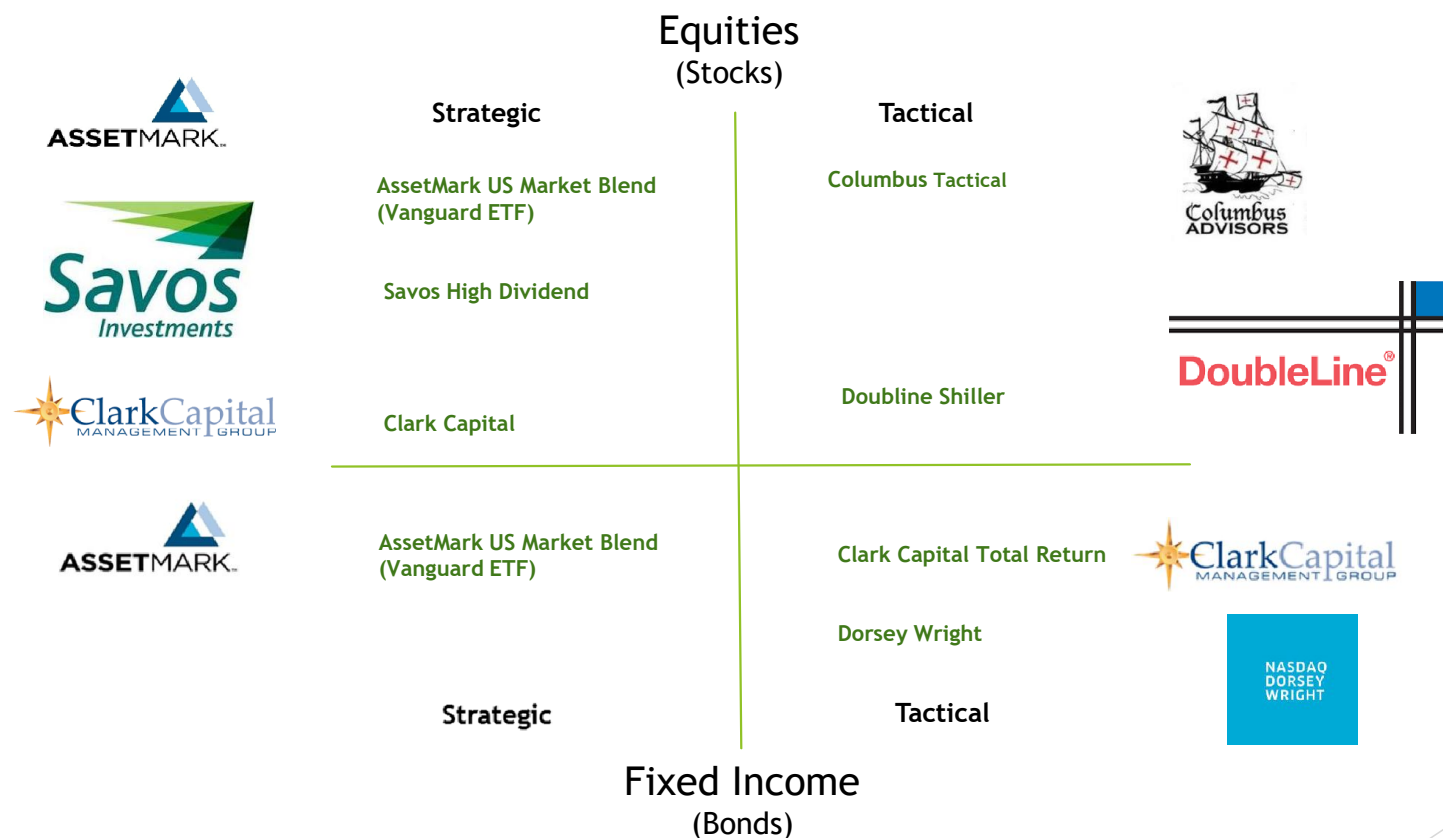 Equities
(Stocks)
Strategic
Tactical
ASSETMARK™
AssetMark US Market Blend
(Vanguard ETF)
Columbus Tactical
Columbus
ADVISORS
Savos
Investments
Savos High Dividend
DoubleLine®
ClarkCapital
MANAGEMENT GROUP
Clark Capital
Doubline Shiller
ASSETMARK™
AssetMark US Market Blend
(Vanguard ETF)
Clark Capital Total Return
ClarkCapital
MANAGEMENT GROUP
Dorsey Wright
NASDAQ
DORSEY
WRIGHT
Strategic
Tactical
Fixed Income
(Bonds)